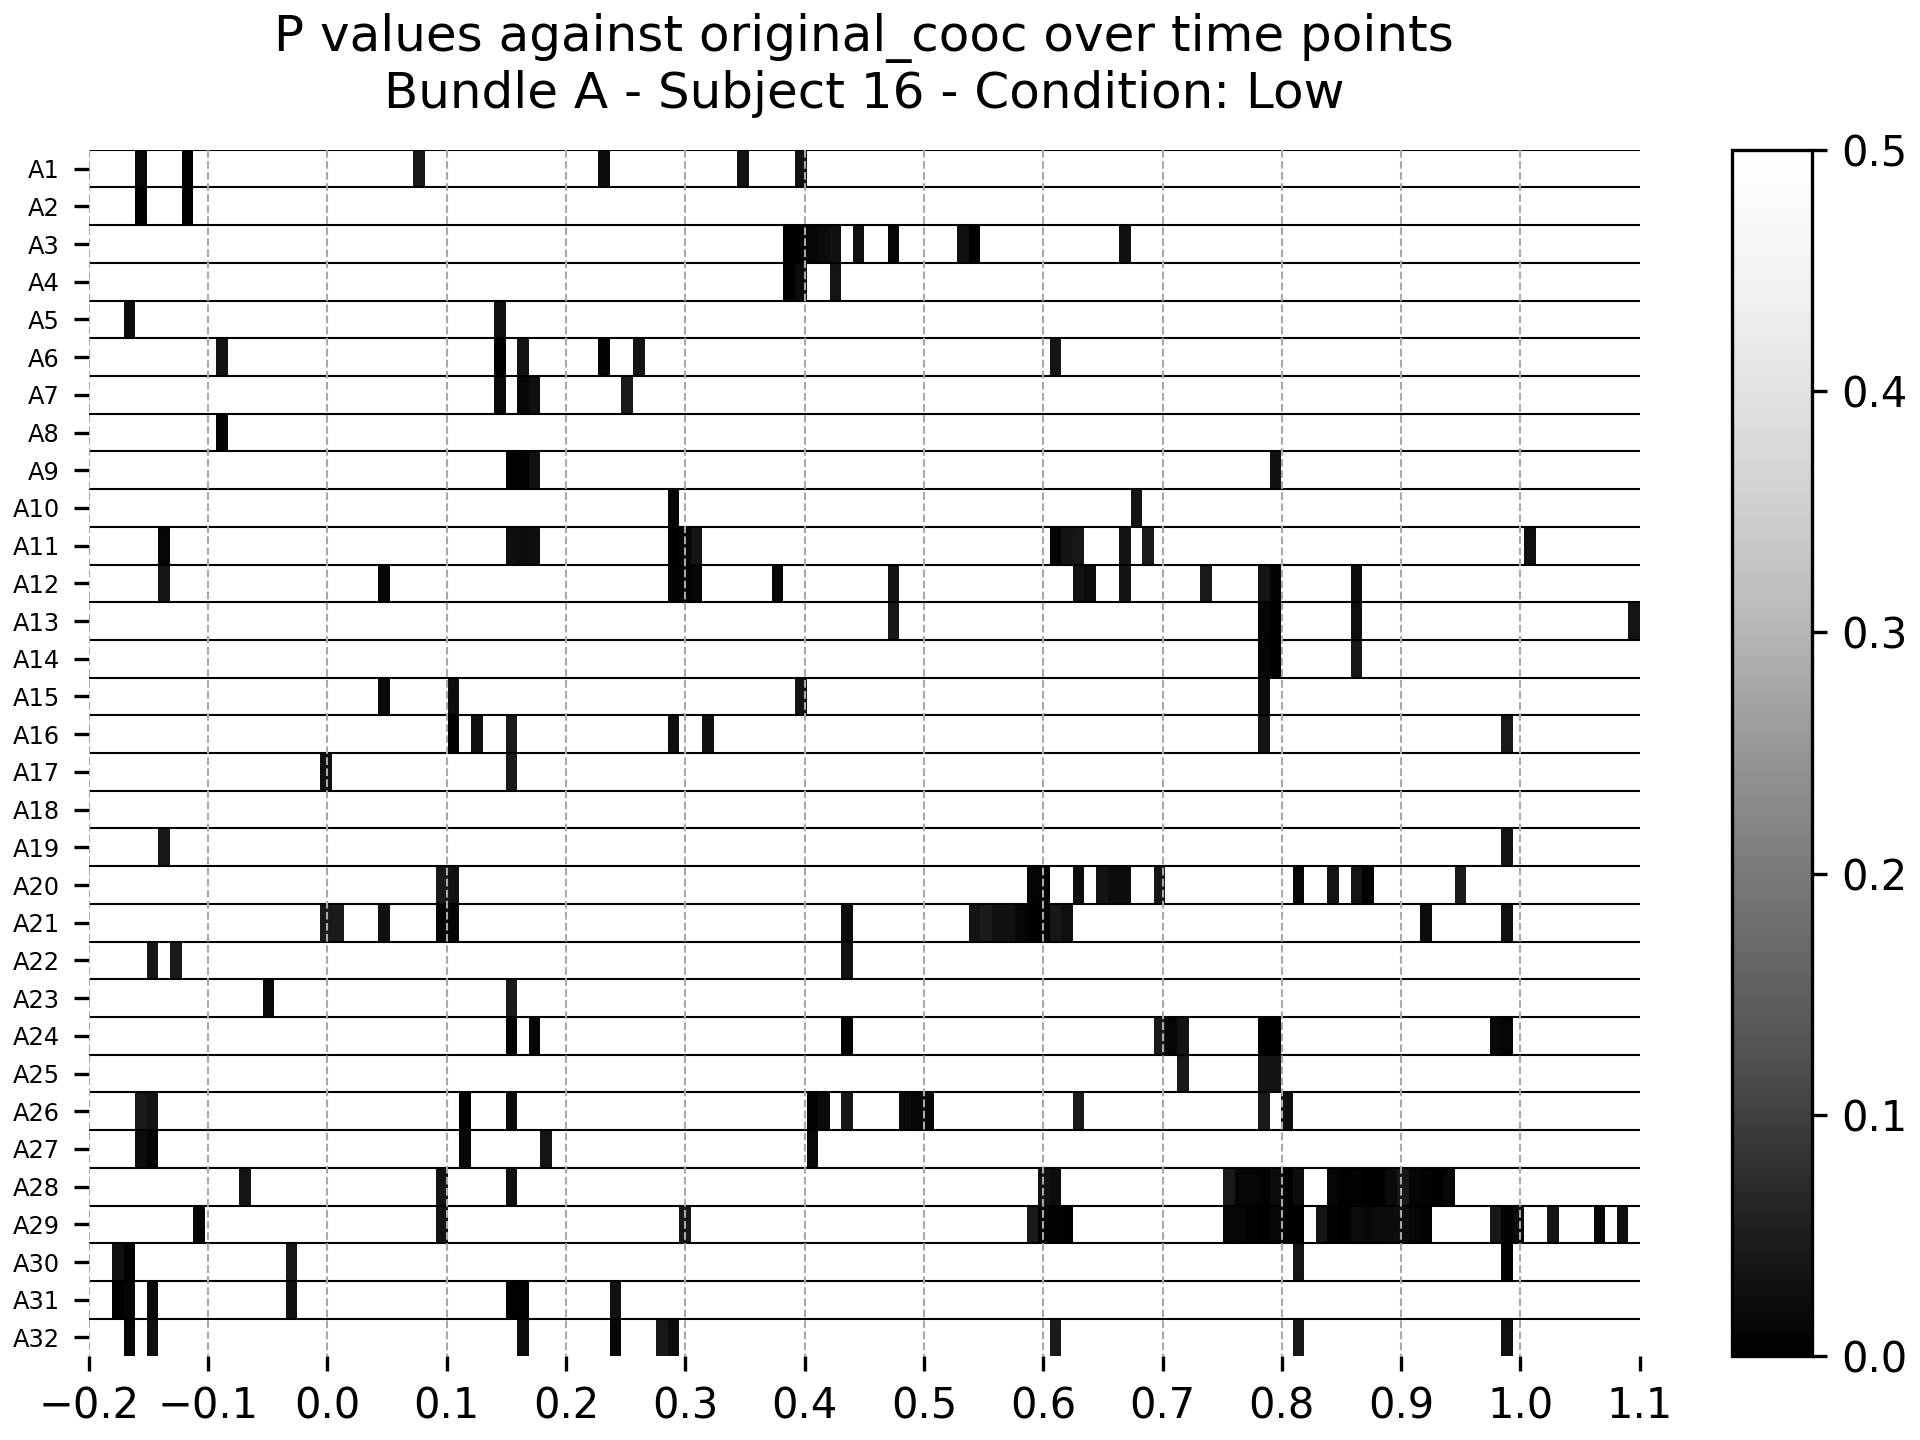 P values against original_cooc over time points
Bundle A - Subject 16 - Condition: Low
A1
A2
A3
A4
A5
A6
A7
A8
A9
A10
A11
A12
A13
A14
A15
A16
A17
A18
A19
A20
A21
A22
A23
A24
A25
A26
A27
A28
A29
A30
A31
A32
−0.2 −0.1 0.0 0.1 0.2 0.3 0.4 0.5 0.6 0.7 0.8 0.9 1.0 1.1
0.5
0.4
0.3
0.2
0.1
0.0